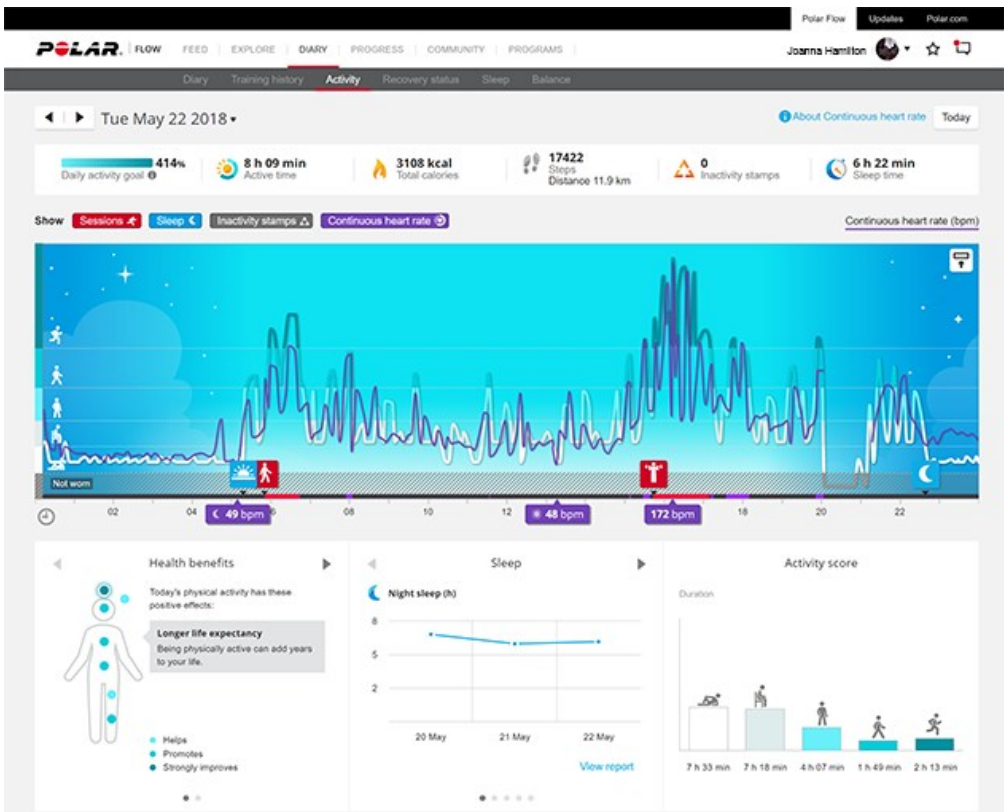 Polar Flow Updates Polar.com
POLAR. FLOW FEED EXPLORE DIARY PROGRESS COMMUNITY PROGRAMS
Joanna Hamilton
Diary Training history Activity Recovery status Sleep Balance
Tue May 22 2018
About Continuous heart rate Today
414%
Daily activity goal
8 h 09 min
Active time
3108 kcal
Total calories
17422
Steps
Distance 11.9 km
0
Inactivity stamps
6 h 22 min
Sleep time
Show Sessions Sleep Inactivity stamps Continuous heart rate
Continuous heart rate (bpm)
Not worn
02 04 06 08 10 12 18 20 22
49 bpm
48 bpm
172 bpm
Health benefits
Today's physical activity has these
positive effects:
Longer life expectancy
Being physically active can add years
to your life.
Helps
Promotes
Strongly improves
Sleep
Night sleep (h)
8
5
2
20 May 21 May 22 May
View report
Activity score
Duration
7 h 33 min 7 h 18 min 4 h 07 min 1 h 49 min 2 h 13 min